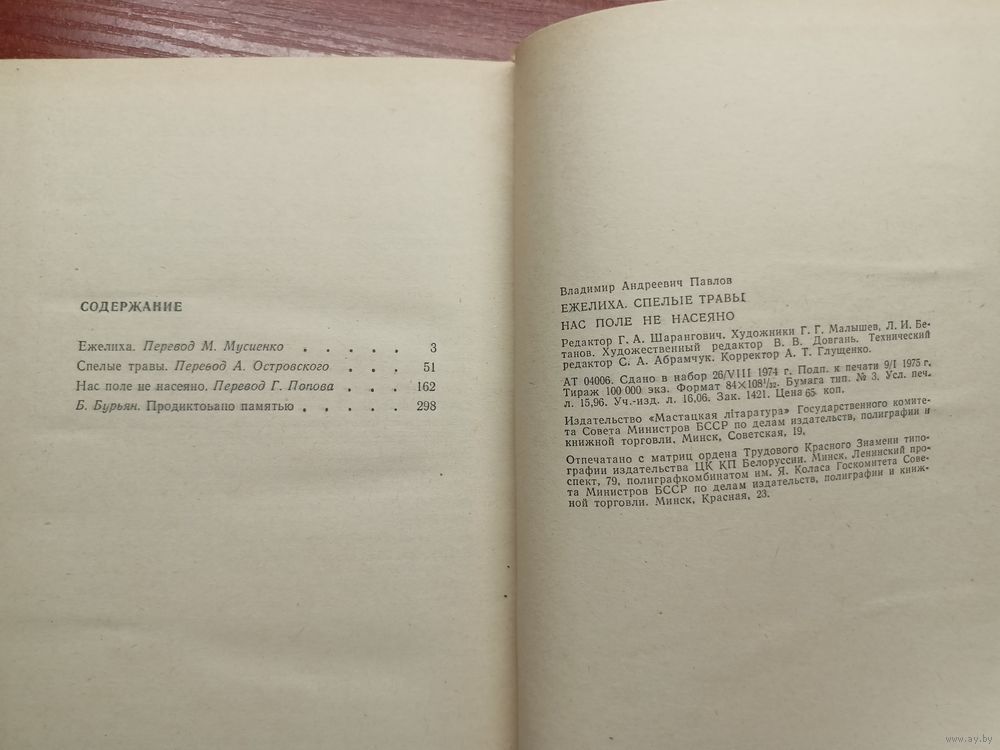 СОДЕРЖАНИЕ
Ежелиха. Перевод М. Мусиенко . . . . 3
Спелые травы. Перевод А. Островского . . . 51
Нас поле не насеяно. Перевод Г. Попова . . . 162
Б. Бурьян. Продиктовано памятью . . . . . 298
Владимир Андреевич Павлов
ЕЖЕЛИХА. СПЕЛЫЕ ТРАВЫ
НАС ПОЛЕ НЕ НАСЕЯНО
Редактор Г. А. Шарангович. Художники Г. Г. Малышев, Л. И. Бе-
танов. Художественный редактор В. В. Довгань. Технический
редактор С. А. Абрамчук. Корректор А. Т. Глущенко.
АТ 04006. Сдано в набор 26/VIII 1974 г. Подп. к печати 9/I 1975 г.
Тираж 100 000 экз. Формат 84×108¹/₃₂. Бумага тип. № 3. Усл. печ.
л. 15,96. Уч.-изд. л. 16,06. Зак. 1421. Цена 65 коп.
Издательство «Мастацкая літаратура» Государственного комите-
та Совета Министров БССР по делам издательств, полиграфии и
книжной торговли. Минск, Советская, 19.
Отпечатано с матриц ордена Трудового Красного Знамени типо-
графии издательства ЦК КП Белоруссии. Минск, Ленинский про-
спект, 79, полиграфкомбинатом им. Я. Коласа Госкомитета Сове-
та Министров БССР по делам издательств, полиграфии и книж-
ной торговли. Минск, Красная, 23.
www.ay.by